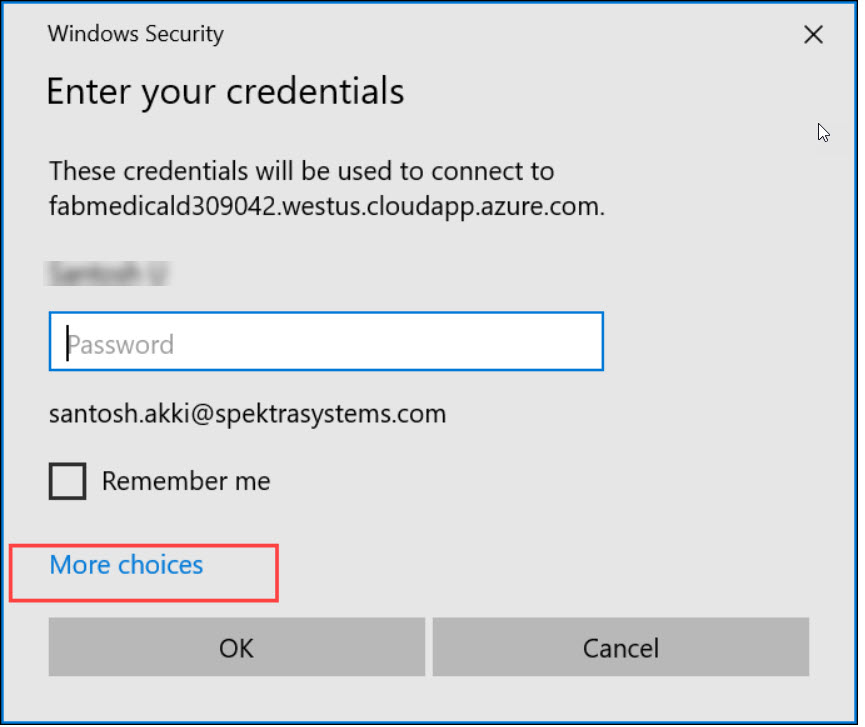 Windows Security
Enter your credentials
These credentials will be used to connect to
fabmedicald309042.westus.cloudapp.azure.com.
Password
santosh.akki@spektrasystems.com
Remember me
More choices
OK
Cancel